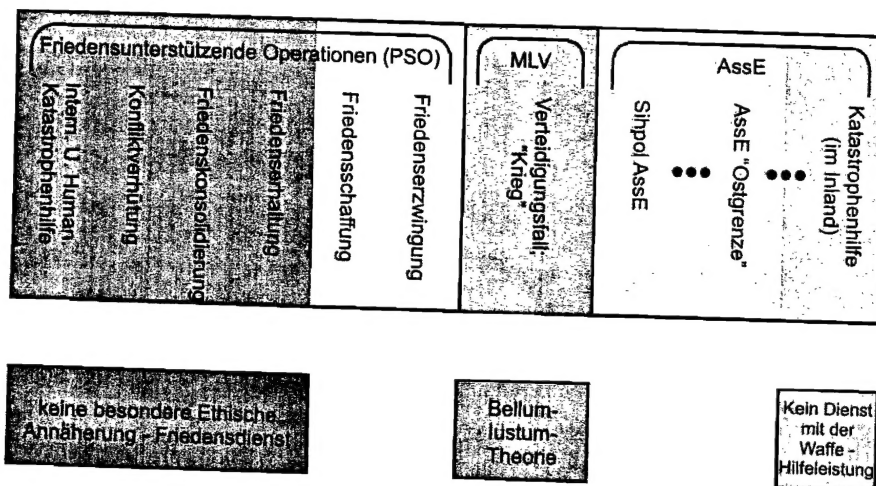 Friedensunterstützende Operationen (PSO)
Intern. U. Human.
Katastrophenhilfe
Konfliktverhütung
Friedenskonsolidierung
Friedenserhaltung
Friedensschaffung
Friedenserzwingung
MLV
Verteidigungsfall;
"Krieg"
AssE
Sihpol AssE
AssE "Ostgrenze"
Katastrophenhilfe
(im Inland)
keine besondere Ethische
Annäherung - Friedensdienst
Bellum-
Iustum-
Theorie
Kein Dienst
mit der
Waffe -
Hilfeleistung